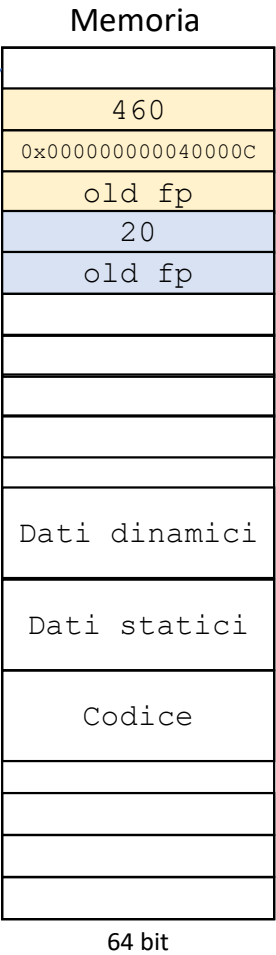 Memoria
460
0x000000000040000C
old fp
20
old fp
Dati dinamici
Dati statici
Codice
64 bit